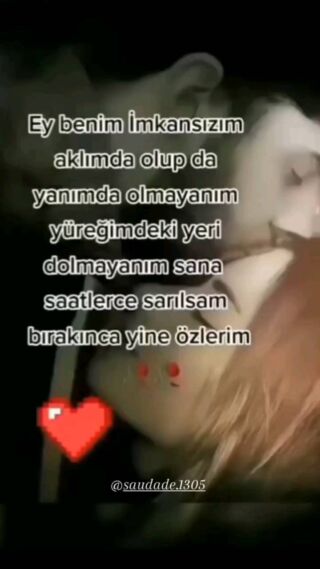 Ey benim İmkansızım
aklımda olup da
yanımda olmayanım
yüreğimdeki yeri
dolmayanım sana
saatlerce sarılsam
bırakınca yine özlerim
@saudade.1305